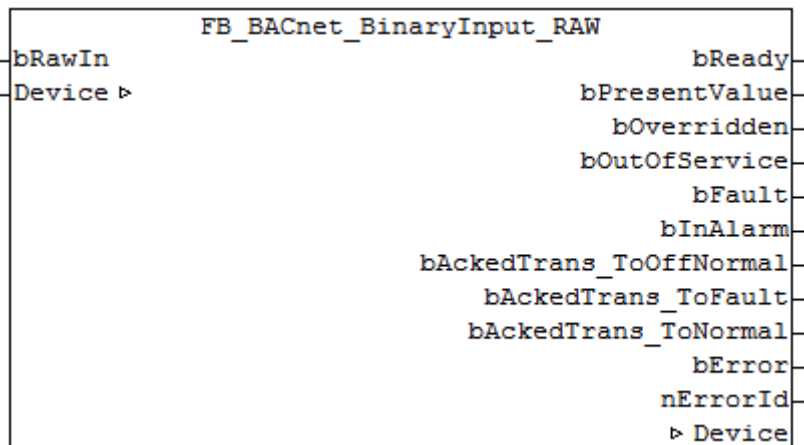 FB_BACnet_BinaryInput_RAW
bRawIn bReady
Device ▹ bPresentValue
bOverridden
bOutOfService
bFault
bInAlarm
bAckedTrans_ToOffNormal
bAckedTrans_ToFault
bAckedTrans_ToNormal
bError
nErrorId
▹ Device